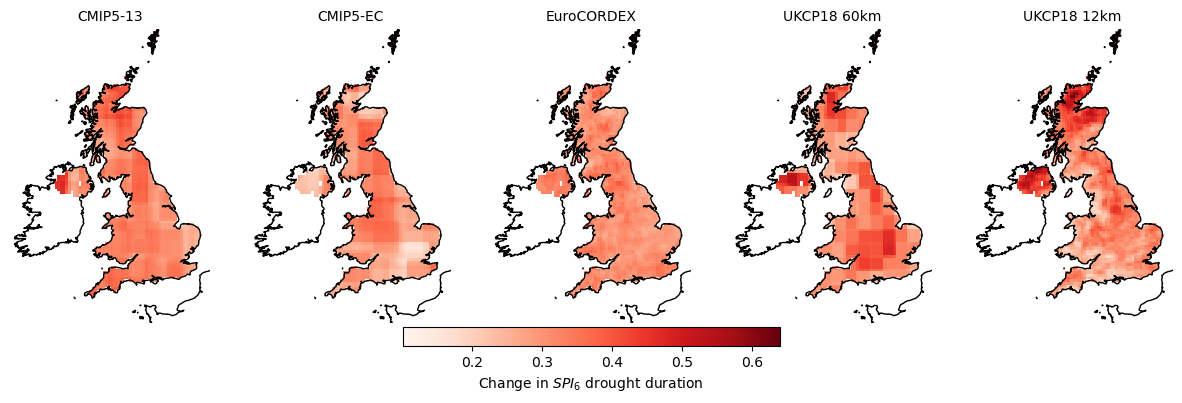 CMIP5-13 CMIP5-EC EuroCORDEX UKCP18 60km UKCP18 12km
0.2 0.3 0.4 0.5 0.6
Change in SPI₆ drought duration